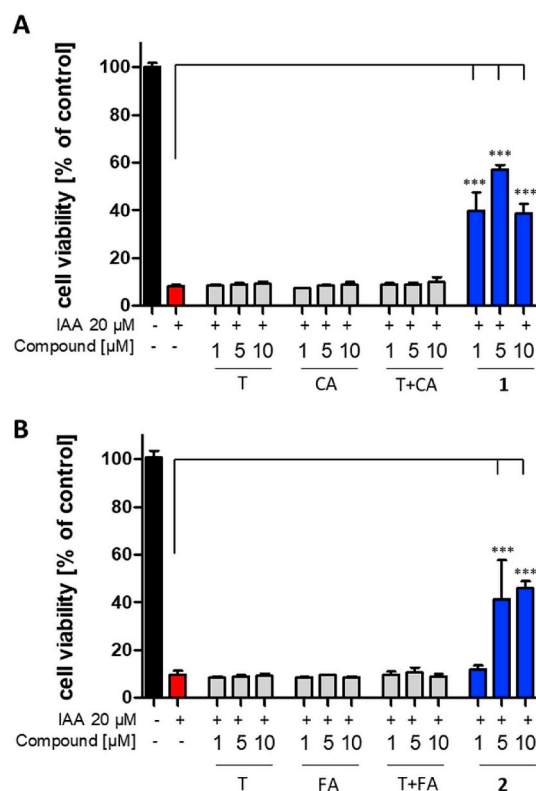 A
cell viability [% of control]
120
100
80
60
40
20
0
*** *** ***
IAA 20 µM - + + + + + + + + + + + + +
Compound [µM] - - 1 5 10 1 5 10 1 5 10 1 5 10
T CA T+CA 1
B
cell viability [% of control]
120
100
80
60
40
20
0
*** ***
IAA 20 µM - + + + + + + + + + + + + +
Compound [µM] - - 1 5 10 1 5 10 1 5 10 1 5 10
T FA T+FA 2